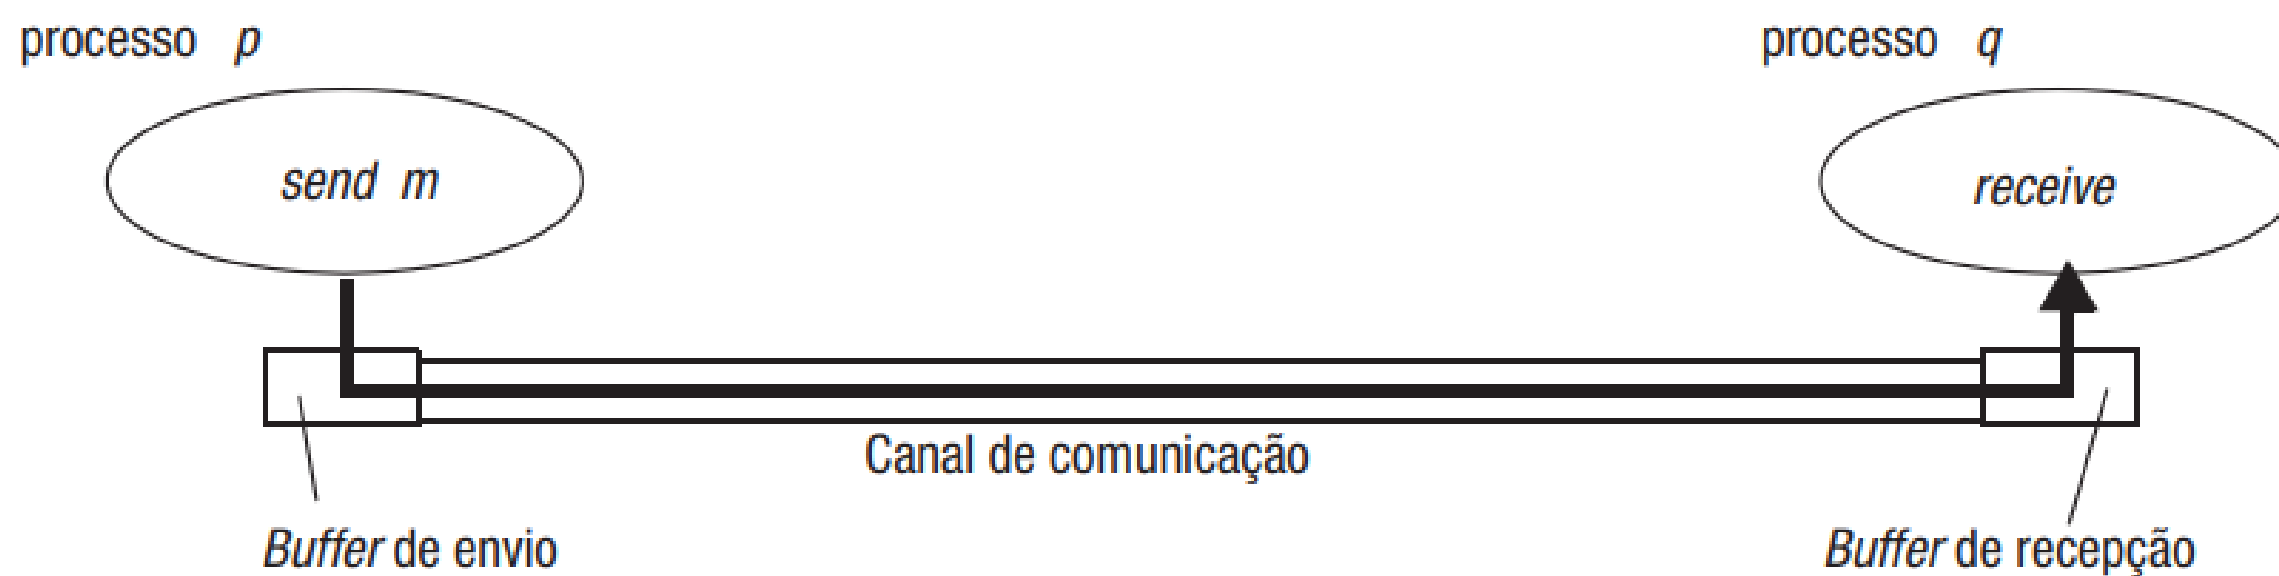 processo p
processo q
send m
receive
Canal de comunicação
Buffer de envio
Buffer de recepção